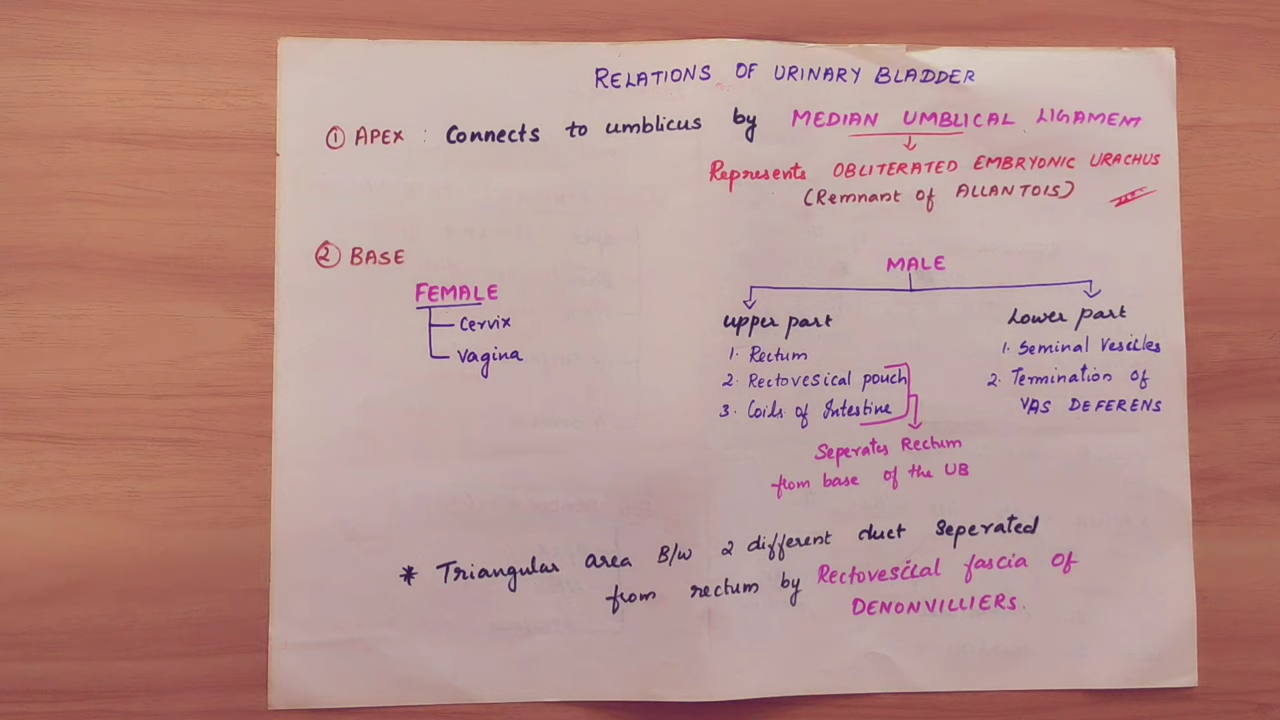 RELATIONS OF URINARY BLADDER
① APEX : Connects to umblicus by MEDIAN UMBLICAL LIGAMENT
Represents OBLITERATED EMBRYONIC URACHUS
(Remnant of ALLANTOIS)
② BASE
FEMALE
Cervix
Vagina
MALE
Upper part
1. Rectum
2. Rectovesical pouch
3. Coils of Intestine
Seperates Rectum
from base of the UB
Lower part
1. Seminal Vesicles
2. Termination of
VAS DEFERENS
* Triangular area B/w 2 different duct Seperated
from rectum by Rectovesical fascia of
DENONVILLIERS.